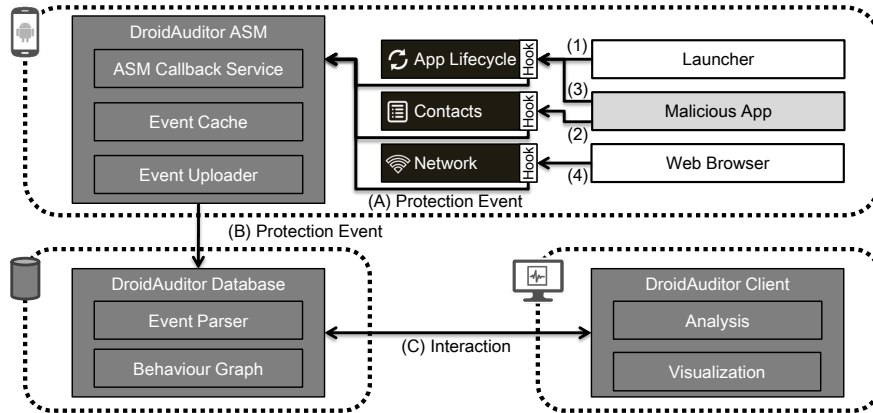 DroidAuditor ASM
ASM Callback Service
Event Cache
Event Uploader
App Lifecycle
Hook
(1)
Launcher
(3)
Contacts
Hook
(2)
Malicious App
Network
Hook
(4)
Web Browser
(A) Protection Event
(B) Protection Event
DroidAuditor Database
Event Parser
Behaviour Graph
(C) Interaction
DroidAuditor Client
Analysis
Visualization